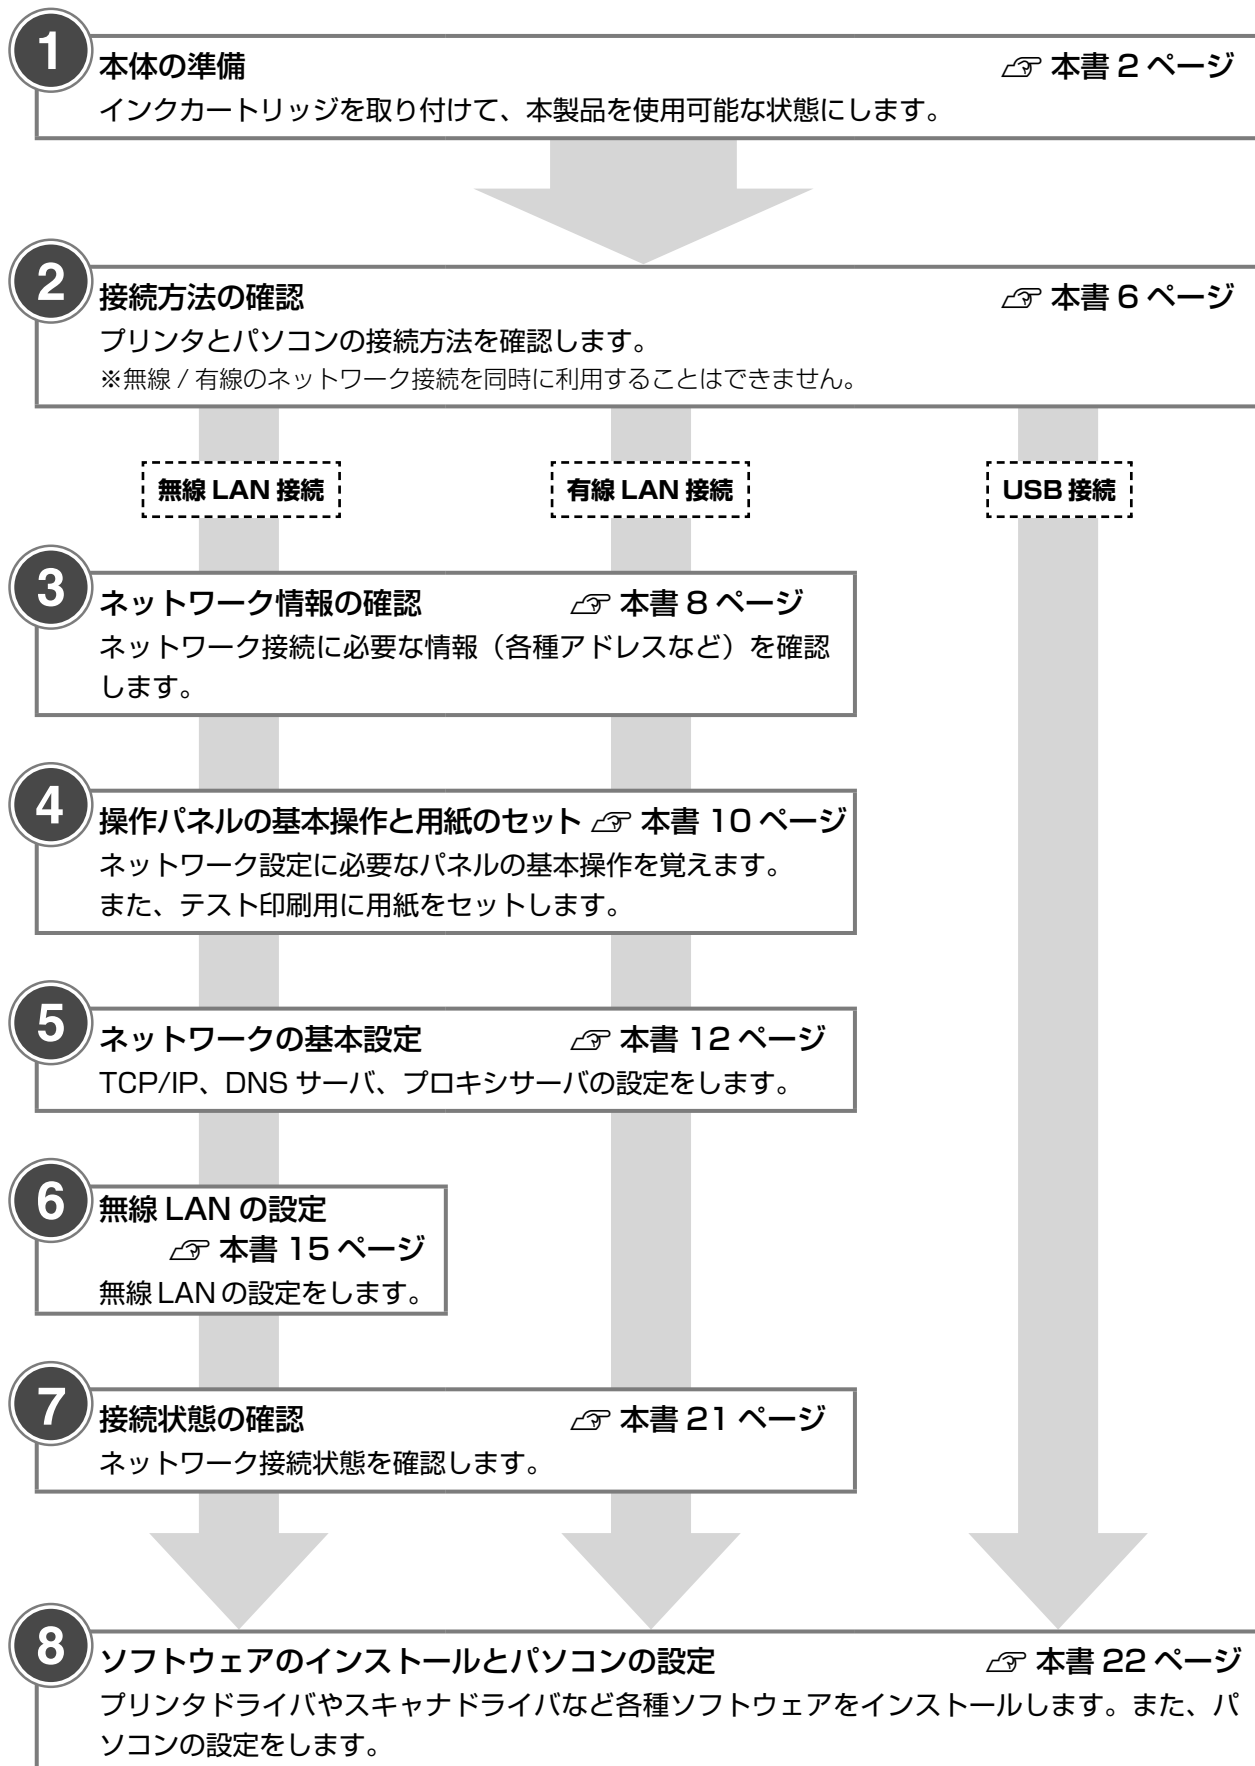 1
本体の準備 本書 2 ページ
インクカートリッジを取り付けて、本製品を使用可能な状態にします。
2
接続方法の確認 本書 6 ページ
プリンタとパソコンの接続方法を確認します。
※無線 / 有線のネットワーク接続を同時に利用することはできません。
無線 LAN 接続 有線 LAN 接続 USB 接続
3
ネットワーク情報の確認 本書 8 ページ
ネットワーク接続に必要な情報（各種アドレスなど）を確認
します。
4
操作パネルの基本操作と用紙のセット 本書 10 ページ
ネットワーク設定に必要なパネルの基本操作を覚えます。
また、テスト印刷用に用紙をセットします。
5
ネットワークの基本設定 本書 12 ページ
TCP/IP、DNS サーバ、プロキシサーバの設定をします。
6
無線 LAN の設定
本書 15 ページ
無線 LAN の設定をします。
7
接続状態の確認 本書 21 ページ
ネットワーク接続状態を確認します。
8
ソフトウェアのインストールとパソコンの設定 本書 22 ページ
プリンタドライバやスキャナドライバなど各種ソフトウェアをインストールします。また、パ
ソコンの設定をします。